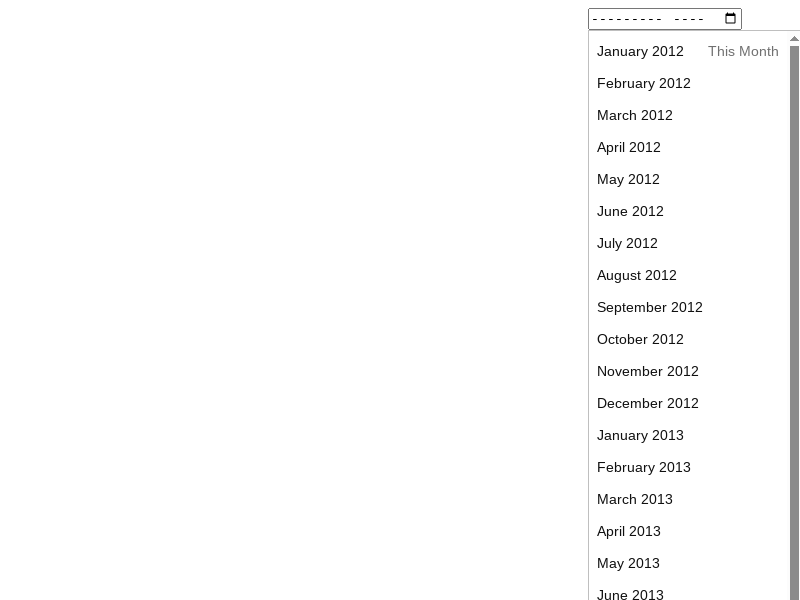 --------- ----
January 2012 This Month
February 2012
March 2012
April 2012
May 2012
June 2012
July 2012
August 2012
September 2012
October 2012
November 2012
December 2012
January 2013
February 2013
March 2013
April 2013
May 2013
June 2013